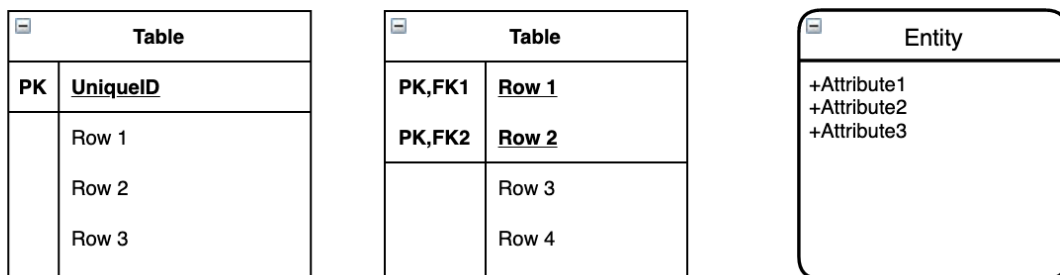 Table
PK UniqueID
Row 1
Row 2
Row 3
Table
PK,FK1 Row 1
PK,FK2 Row 2
Row 3
Row 4
Entity
+Attribute1
+Attribute2
+Attribute3